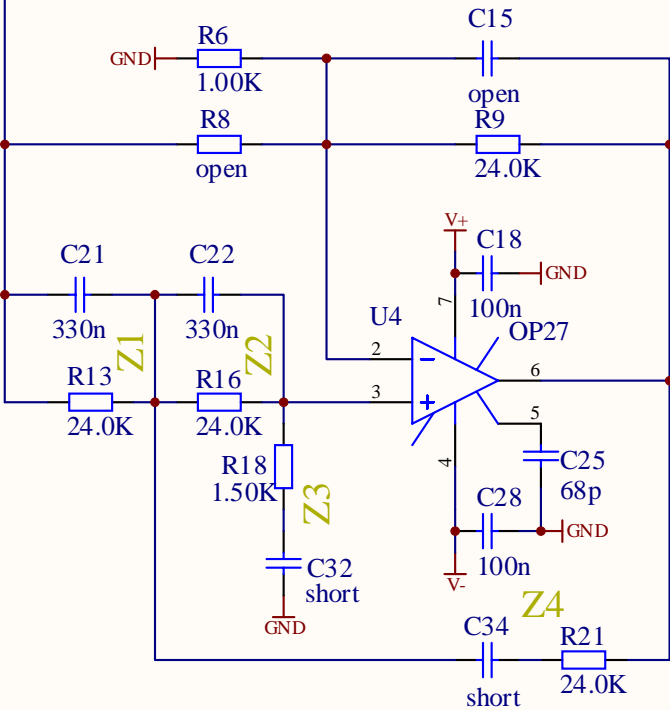 C15
R6
GND
1.00K
open
R8
R9
open
24.0K
V+
C21
C22
C18
GND
7
100n
330n
330n
U4
OP27
Z1
Z2
2
R13
R16
6
3
24.0K
24.0K
5
R18
4
C25
1.50K
68p
Z3
C28
GND
C32
100n
short
V-
Z4
GND
C34
R21
short
24.0K